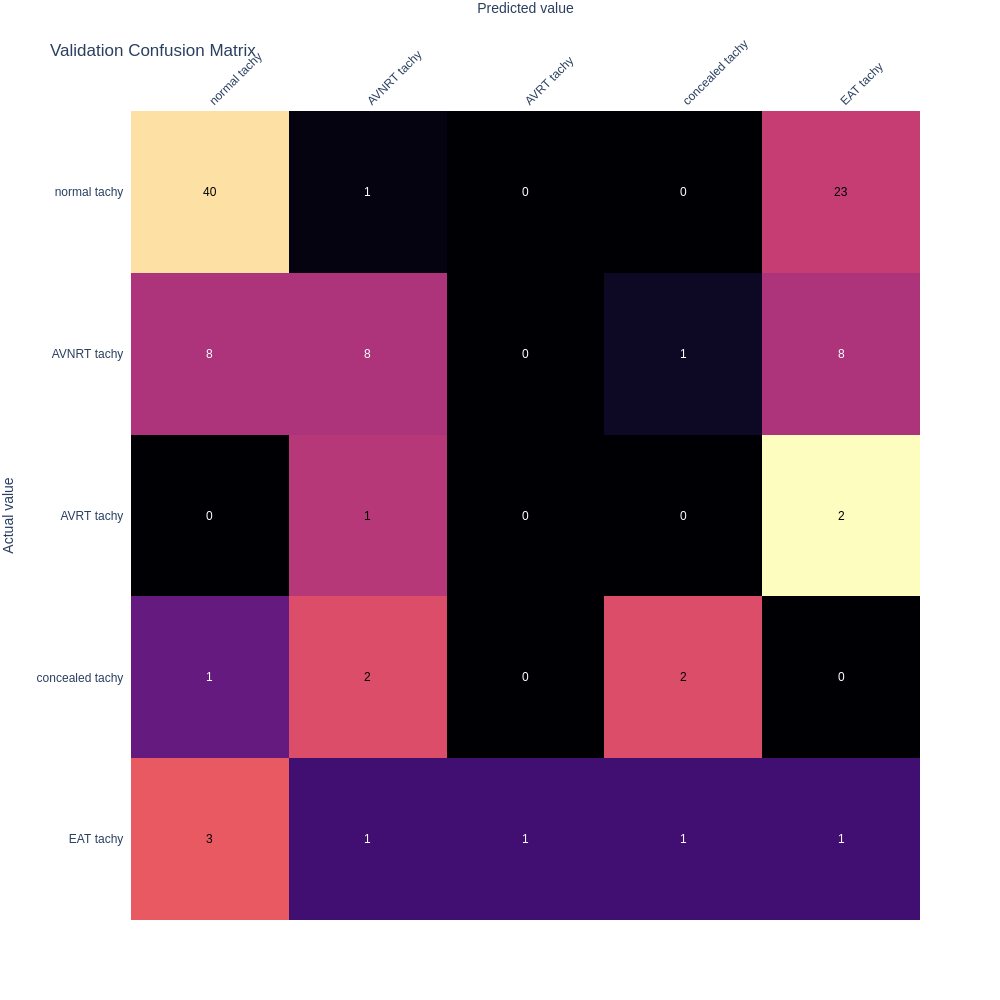 Predicted value
Validation Confusion Matrix
normal tachy AVNRT tachy AVRT tachy concealed tachy EAT tachy
normal tachy 40 1 0 0 23
AVNRT tachy 8 8 0 1 8
Actual value
AVRT tachy 0 1 0 0 2
concealed tachy 1 2 0 2 0
EAT tachy 3 1 1 1 1